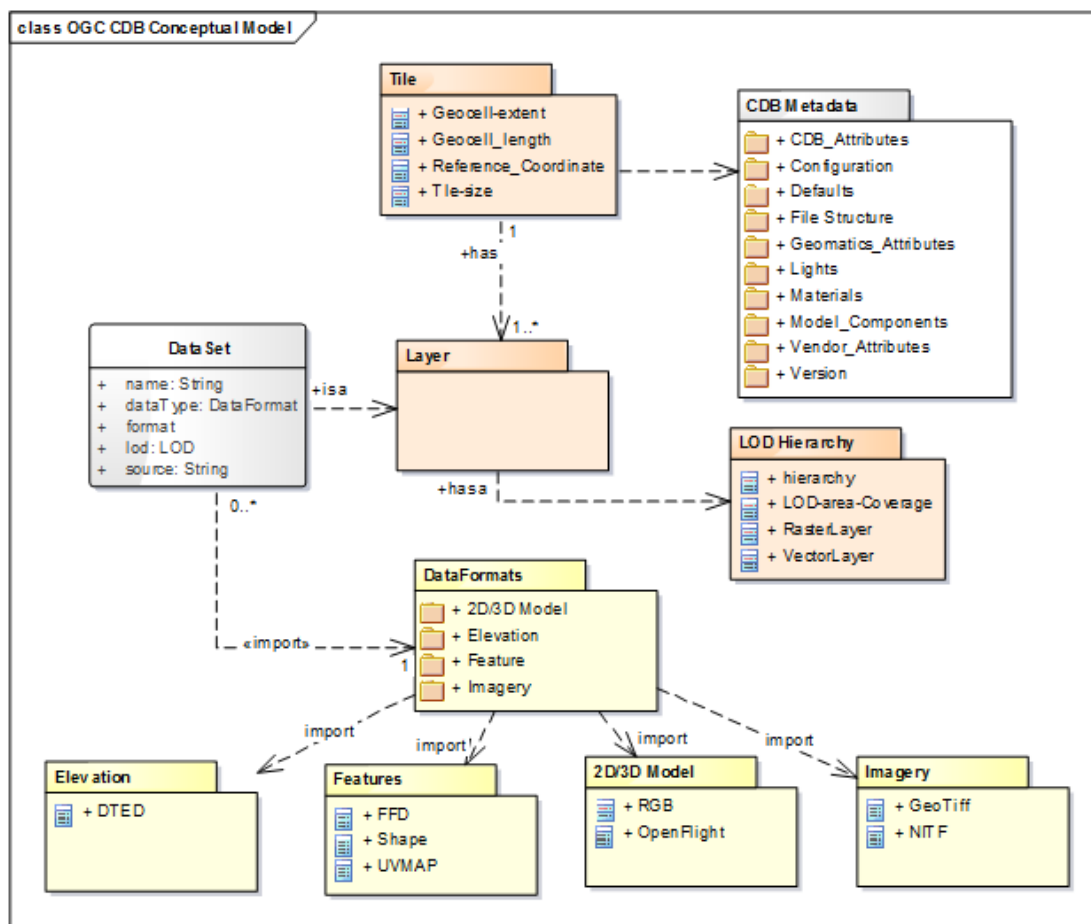 class OGC CDB Conceptual Model
Tile
+ Geocell-extent
+ Geocell_length
+ Reference_Coordinate
+ Tle-size
CDB Metadata
+ CDB_Attributes
+ Configuration
+ Defaults
+ File Structure
+ Geomatics_Attributes
+ Lights
+ Materials
+ Model_Components
+ Vendor_Attributes
+ Version
1
+has
1..*
DataSet
+ name: String
+ dataType: DataFormat
+ format
+ lod: LOD
+ source: String
+isa
Layer
+hasa
LOD Hierarchy
+ hierarchy
+ LOD-area-Coverage
+ RasterLayer
+ VectorLayer
0..*
«import»
1
DataFormats
+ 2D/3D Model
+ Elevation
+ Feature
+ Imagery
import
import
import
import
Elevation
+ DTED
Features
+ FFD
+ Shape
+ UVMAP
2D/3D Model
+ RGB
+ OpenFlight
Imagery
+ GeoTiff
+ NITF